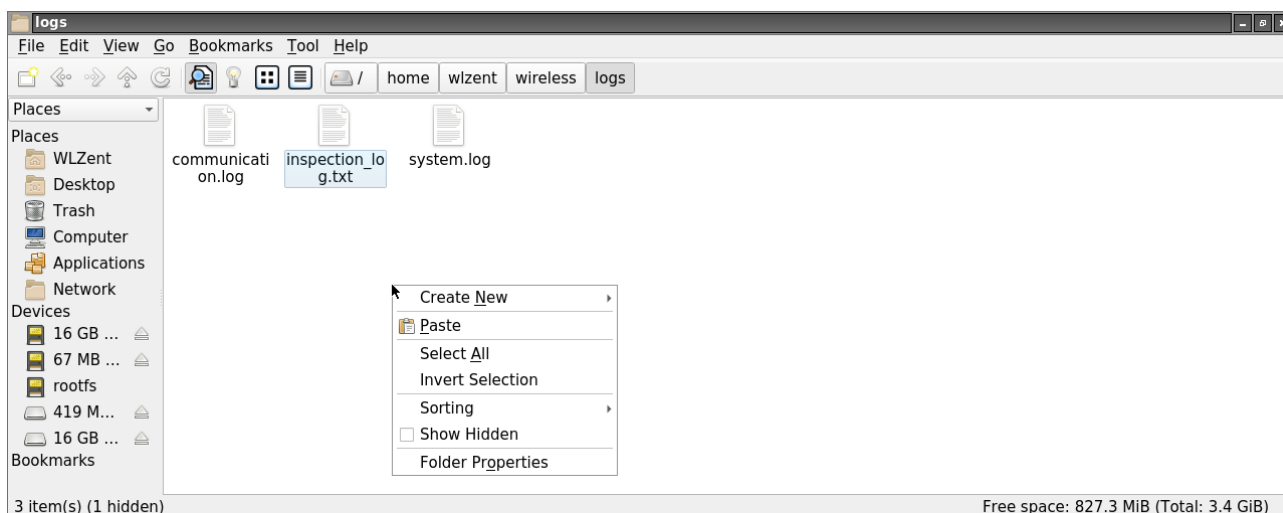 logs
File Edit View Go Bookmarks Tool Help
/ home wlzent wireless logs
Places
Places
WLZent
Desktop
Trash
Computer
Applications
Network
Devices
16 GB ...
67 MB ...
rootfs
419 M...
16 GB ...
Bookmarks
communicati
on.log
inspection_lo
g.txt
system.log
Create New
Paste
Select All
Invert Selection
Sorting
Show Hidden
Folder Properties
3 item(s) (1 hidden)
Free space: 827.3 MiB (Total: 3.4 GiB)